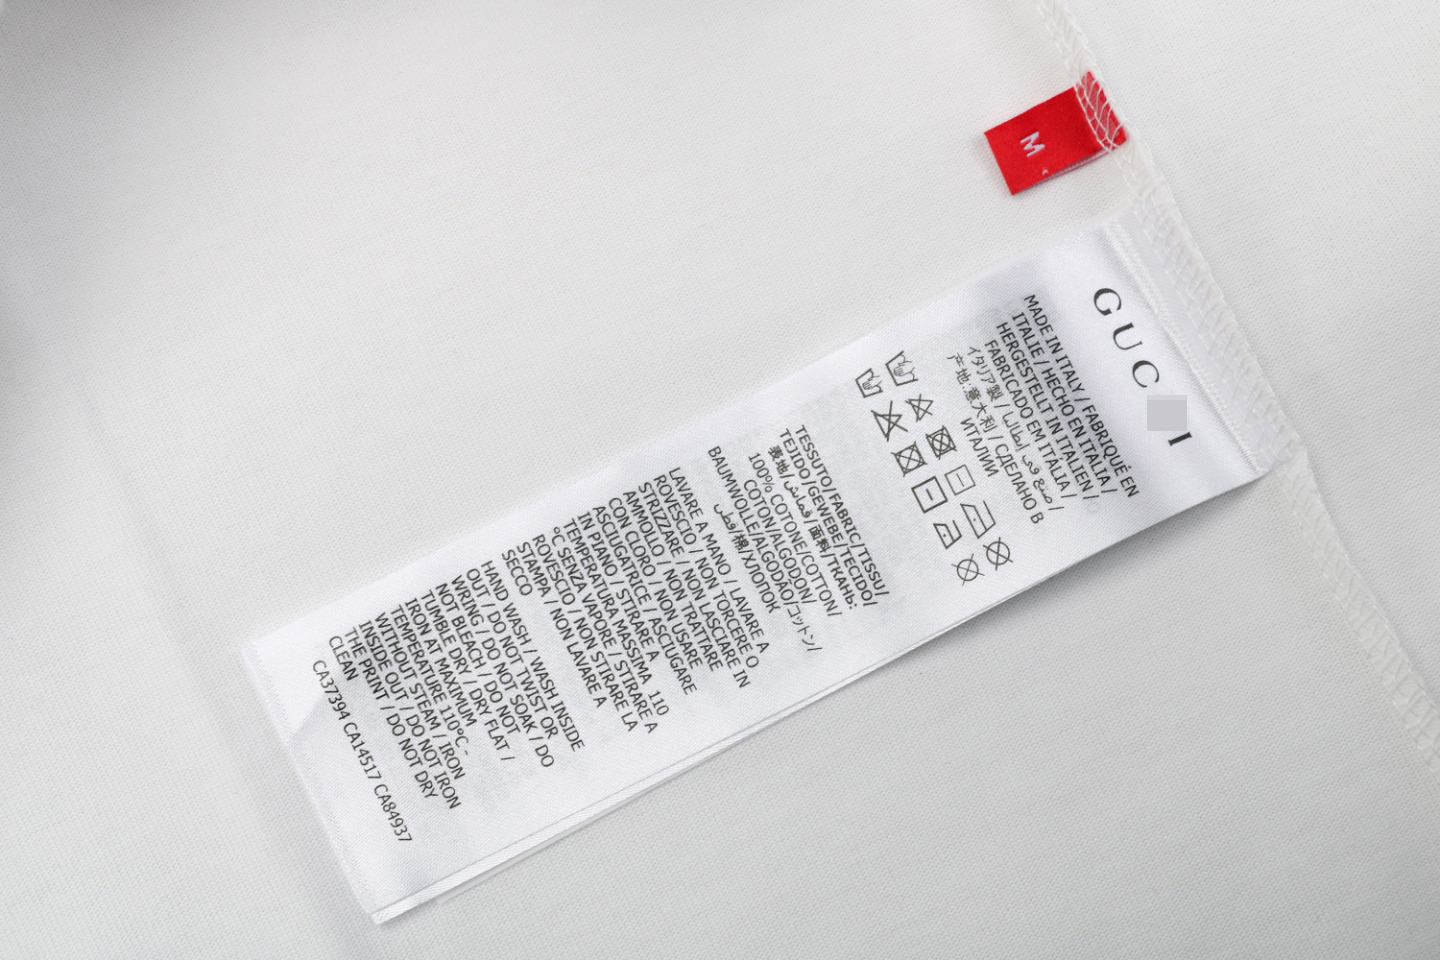 M
GUC I
MADE IN ITALY / FABRIQUÉ EN
ITALIE / HECHO EN ITALIA /
HERGESTELLT IN ITALIEN /
FABRICADO EM ITALIA /
イタリア製 / صنع في إيطاليا /
产地:意大利 / СДЕЛАНО В
ИТАЛИИ
TESSUTO/FABRIC/TISSU/
TEJIDO/GEWEBE/TECIDO/
表地/قماش/面料/ТКАНЬ:
100% COTONE/COTTON/
COTON/ALGODON/
BAUMWOLLE/ALGODÃO/コットン/
قطن/棉/ХЛОПОК
LAVARE A MANO / LAVARE A
ROVESCIO / NON TORCERE O
STRIZZARE / NON LASCIARE IN
AMMOLLO / NON TRATTARE
CON CLORO / NON USARE
ASCIUGATRICE / ASCIUGARE
IN PIANO / STIRARE A
TEMPERATURA MASSIMA 110
°C SENZA VAPORE / STIRARE A
ROVESCIO / NON STIRARE LA
STAMPA / NON LAVARE A
SECCO
HAND WASH / WASH INSIDE
OUT / DO NOT TWIST OR
WRING / DO NOT SOAK / DO
NOT BLEACH / DO NOT
TUMBLE DRY / DRY FLAT /
IRON AT MAXIMUM
TEMPERATURE 110°C -
WITHOUT STEAM / IRON
INSIDE OUT / DO NOT IRON
THE PRINT / DO NOT DRY
CLEAN
CA37394 CA14517 CA84937